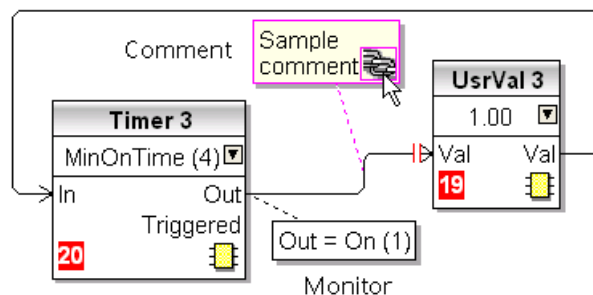 Comment
Sample
comment
UsrVal 3
1.00
Val Val
19
Timer 3
MinOnTime (4)
In Out
Triggered
20
Out = On (1)
Monitor